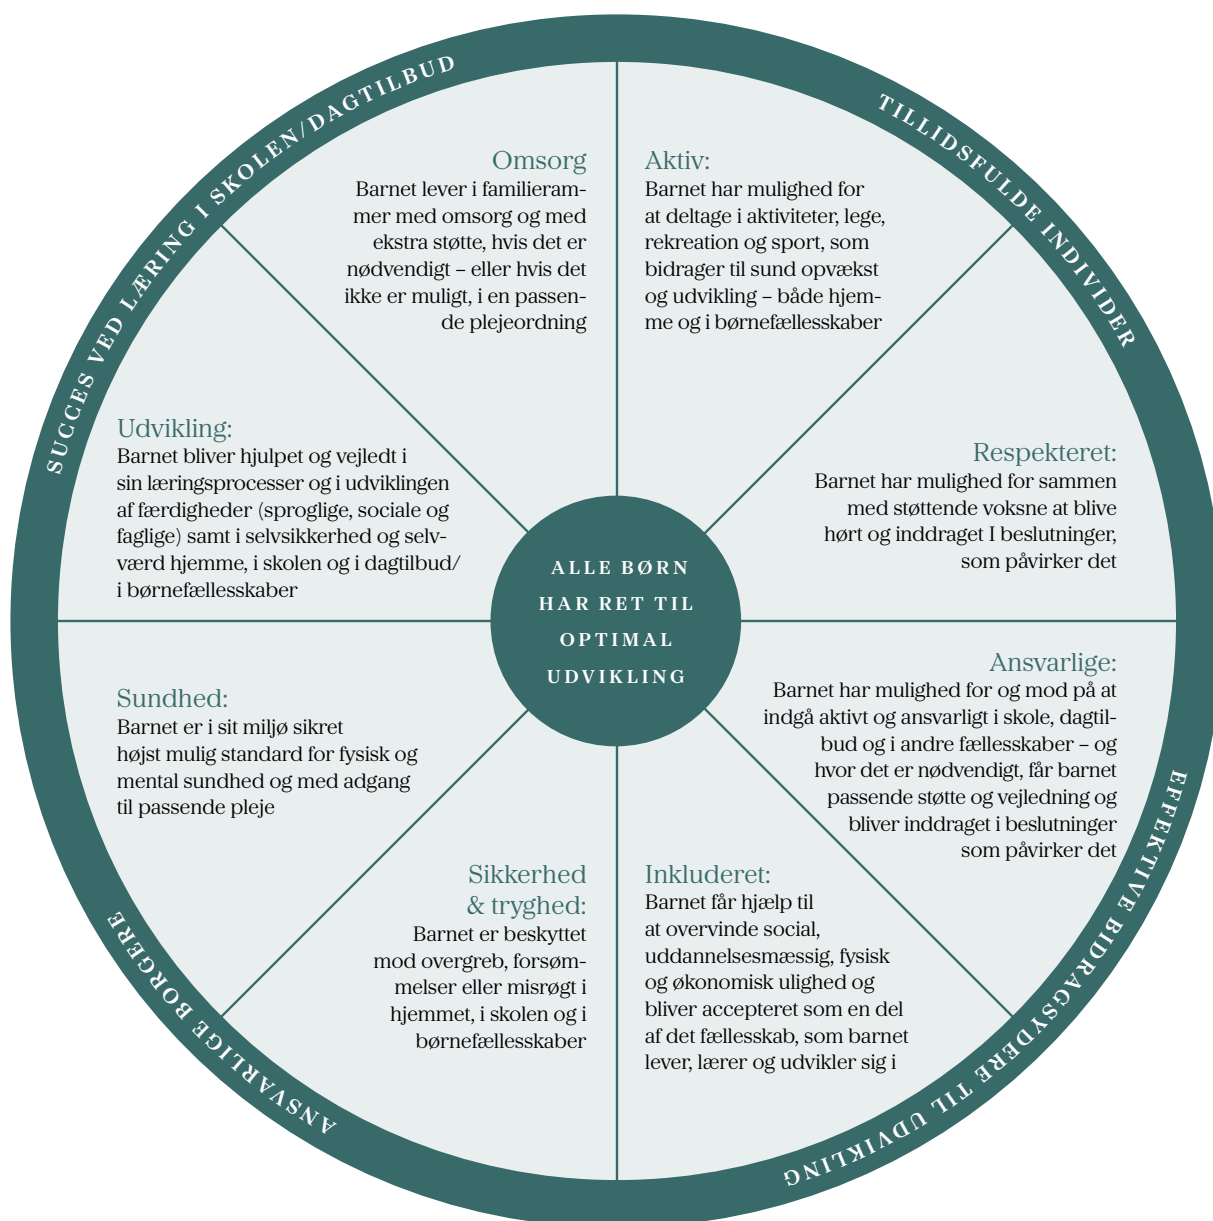 SUCCES VED LÆRING I SKOLEN/DAGTILBUD
TILLIDSFULDE INDIVIDER
EFFEKTIVE BIDRAGSYDERE TIL UDVIKLING
ANSVARLIGE BORGERE
Omsorg
Barnet lever i familieram-
mer med omsorg og med
ekstra støtte, hvis det er
nødvendigt – eller hvis det
ikke er muligt, i en passen-
de plejeordning
Aktiv:
Barnet har mulighed for
at deltage i aktiviteter, lege,
rekreation og sport, som
bidrager til sund opvækst
og udvikling – både hjem-
me og i børnefællesskaber
Udvikling:
Barnet bliver hjulpet og vejledt i
sin læringsprocesser og i udviklingen
af færdigheder (sproglige, sociale og
faglige) samt i selvsikkerhed og selv-
værd hjemme, i skolen og i dagtilbud/
i børnefællesskaber
Respekteret:
Barnet har mulighed for sammen
med støttende voksne at blive
hørt og inddraget I beslutninger,
som påvirker det
ALLE BØRN
HAR RET TIL
OPTIMAL
UDVIKLING
Sundhed:
Barnet er i sit miljø sikret
højst mulig standard for fysisk og
mental sundhed og med adgang
til passende pleje
Ansvarlige:
Barnet har mulighed for og mod på at
indgå aktivt og ansvarligt i skole, dagtil-
bud og i andre fællesskaber – og
hvor det er nødvendigt, får barnet
passende støtte og vejledning og
bliver inddraget i beslutninger
som påvirker det
Sikkerhed
& tryghed:
Barnet er beskyttet
mod overgreb, forsøm-
melser eller misrøgt i
hjemmet, i skolen og i
børnefællesskaber
Inkluderet:
Barnet får hjælp til
at overvinde social,
uddannelsesmæssig, fysisk
og økonomisk ulighed og
bliver accepteret som en del
af det fællesskab, som barnet
lever, lærer og udvikler sig i